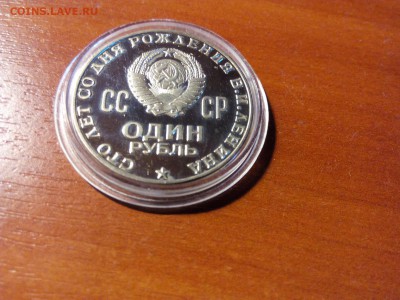 COINS.LAVE.RU
СТО ЛЕТ СО ДНЯ РОЖДЕНИЯ В.И.ЛЕНИНА
СС СР
ОДИН
РУБЛЬ